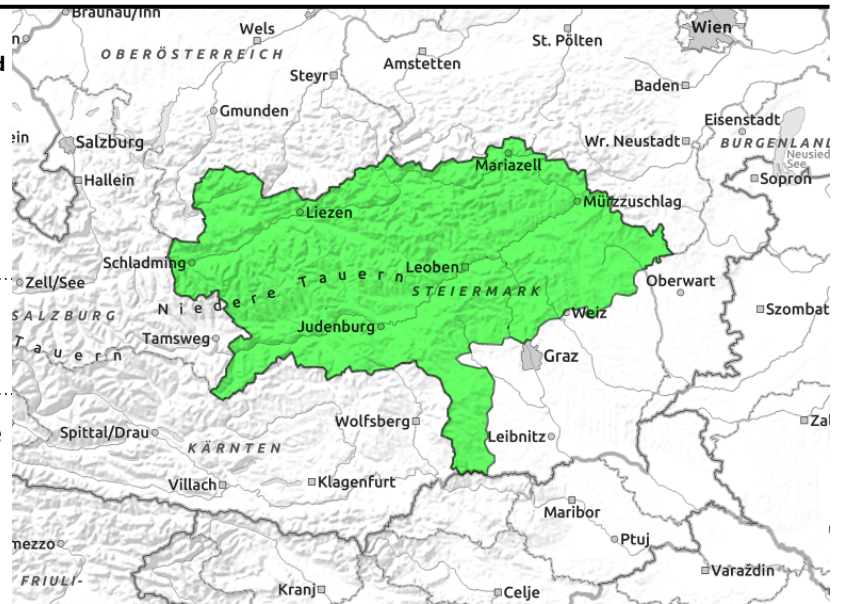 Braunau/Inn
Wels
Wien
OBERÖSTERREICH
St. Pölten
Amstetten
Steyr
Baden
Gmunden
Eisenstadt
Salzburg
Wr. Neustadt
BURGENLAND
Neusied
See
Mariazell
Hallein
Sopron
Mürzzuschlag
Liezen
Schladming
Leoben
Zell/See
Niedere Tauern
STEIERMARK
Oberwart
SALZBURG
Szombat
Weiz
Judenburg
Tamsweg
Tauern
Graz
Wolfsberg
Zal
Spittal/Drau
Leibnitz
KÄRNTEN
Villach
Klagenfurt
Maribor
Ptuj
mezzo
Varaždin
FRIULI-
Kranj
Celje